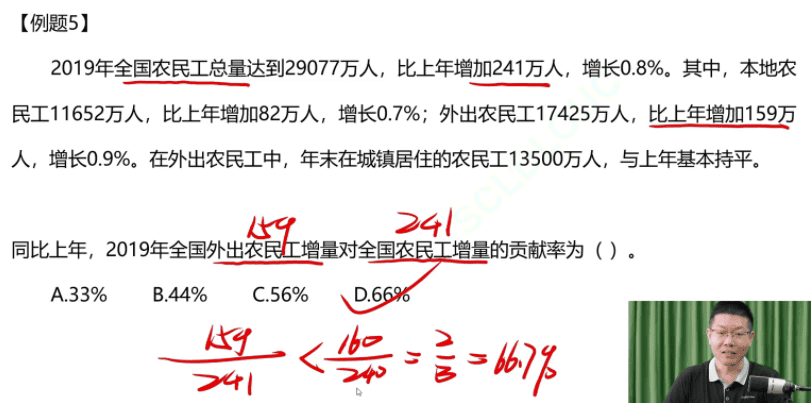 【例题5】
2019年全国农民工总量达到29077万人，比上年增加241万人，增长0.8%。其中，本地农
民工11652万人，比上年增加82万人，增长0.7%；外出农民工17425万人，比上年增加159万
人，增长0.9%。在外出农民工中，年末在城镇居住的农民工13500万人，与上年基本持平。
159 241
同比上年，2019年全国外出农民工增量对全国农民工增量的贡献率为（ ）。
A.33% B.44% C.56% D.66%
159/241 < 160/240 = 2/3 = 66.7%